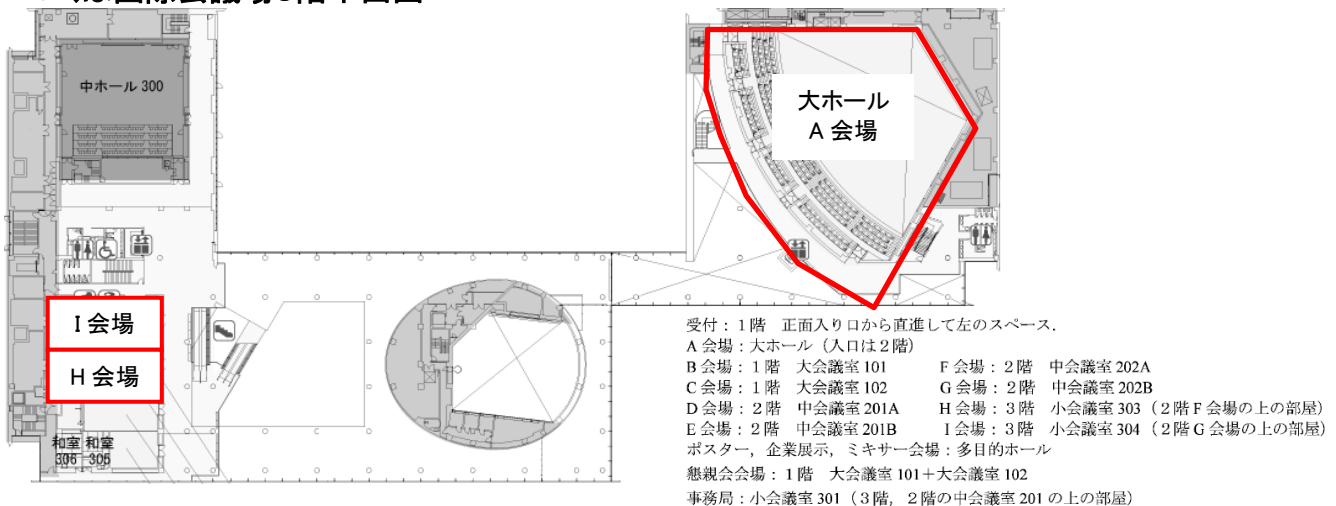 中ホール 300
大ホール
A 会場
I 会場
H 会場
和室 和室
306 305
受付：1階　正面入り口から直進して左のスペース．
A 会場：大ホール（入口は２階）
B 会場：１階　大会議室 101　F 会場：２階　中会議室 202A
C 会場：１階　大会議室 102　G 会場：２階　中会議室 202B
D 会場：２階　中会議室 201A　H 会場：３階　小会議室 303（２階 F 会場の上の部屋）
E 会場：２階　中会議室 201B　I 会場：３階　小会議室 304（２階 G 会場の上の部屋）
ポスター，企業展示，ミキサー会場：多目的ホール
懇親会会場：１階　大会議室 101＋大会議室 102
事務局：小会議室 301（３階，２階の中会議室 201 の上の部屋）